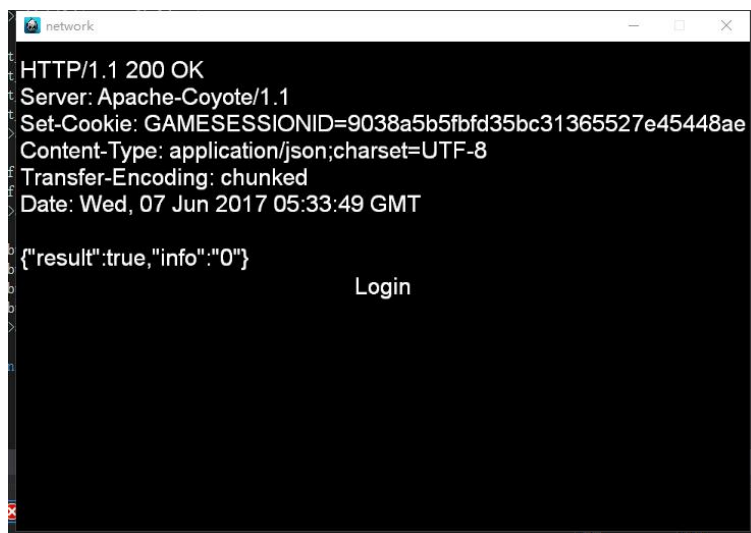 network
HTTP/1.1 200 OK
Server: Apache-Coyote/1.1
Set-Cookie: GAMESESSIONID=9038a5b5fbfd35bc31365527e45448ae
Content-Type: application/json;charset=UTF-8
Transfer-Encoding: chunked
Date: Wed, 07 Jun 2017 05:33:49 GMT
{"result":true,"info":"0"}
Login